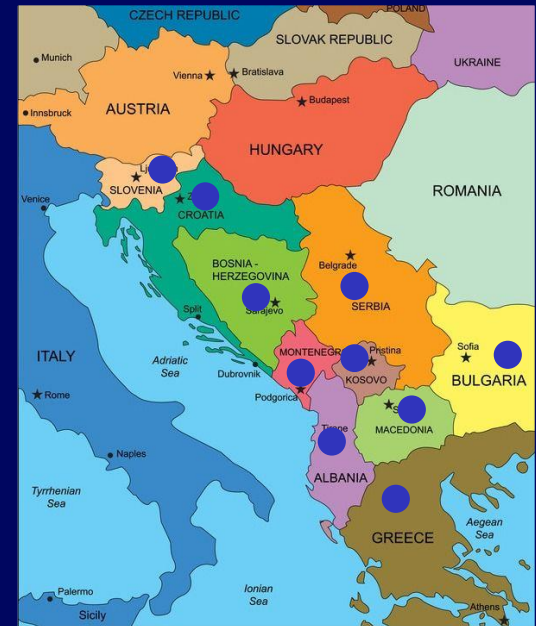 CZECH REPUBLIC
POLAND
SLOVAK REPUBLIC
UKRAINE
Munich
Vienna
Bratislava
Innsbruck
AUSTRIA
Budapest
HUNGARY
ROMANIA
SLOVENIA
Venice
CROATIA
BOSNIA -
HERZEGOVINA
Belgrade
Sarajevo
SERBIA
Split
ITALY
Adriatic
Sea
MONTENEGR
Pristina
Sofia
Dubrovnik
KOSOVO
BULGARIA
Rome
Podgorica
MACEDONIA
Naples
ALBANIA
Tyrrhenian
Sea
GREECE
Aegean
Sea
Ionian
Sea
Palermo
Sicily
Athens